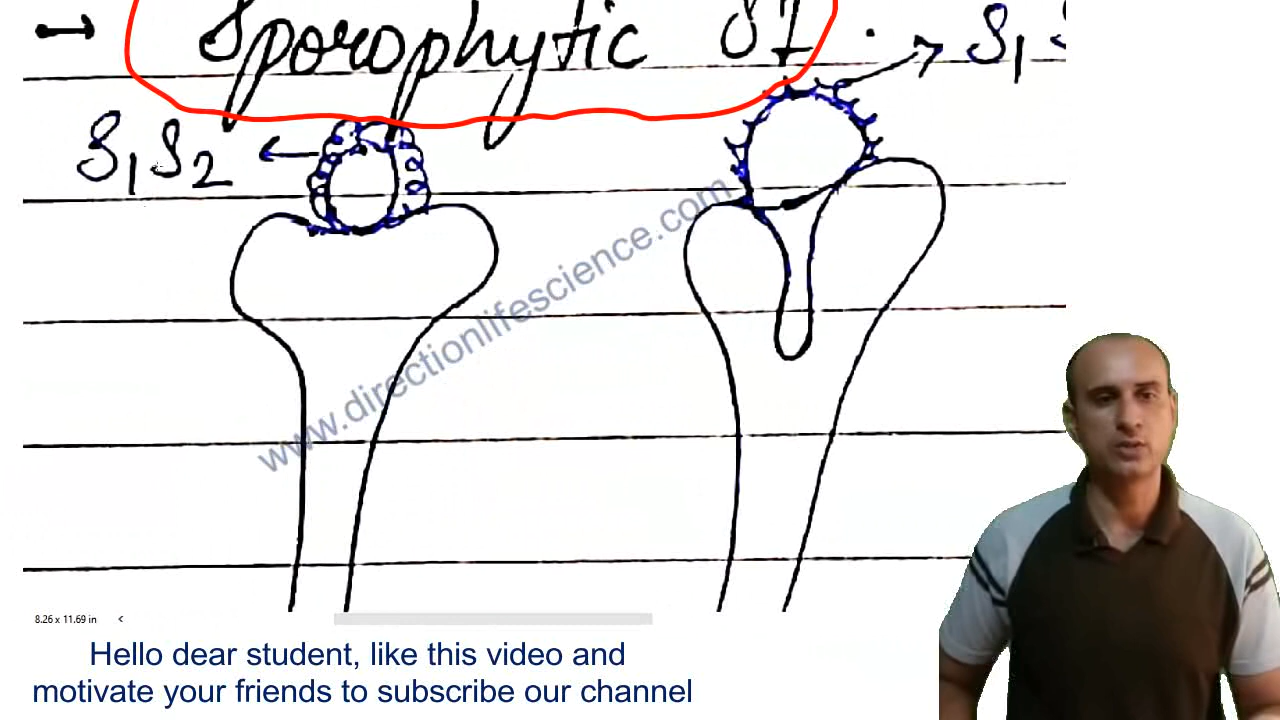 → Sporophytic SI .
S1S2
S1
www.directionlifescience.com
8.26 x 11.69 in <
Hello dear student, like this video and
motivate your friends to subscribe our channel